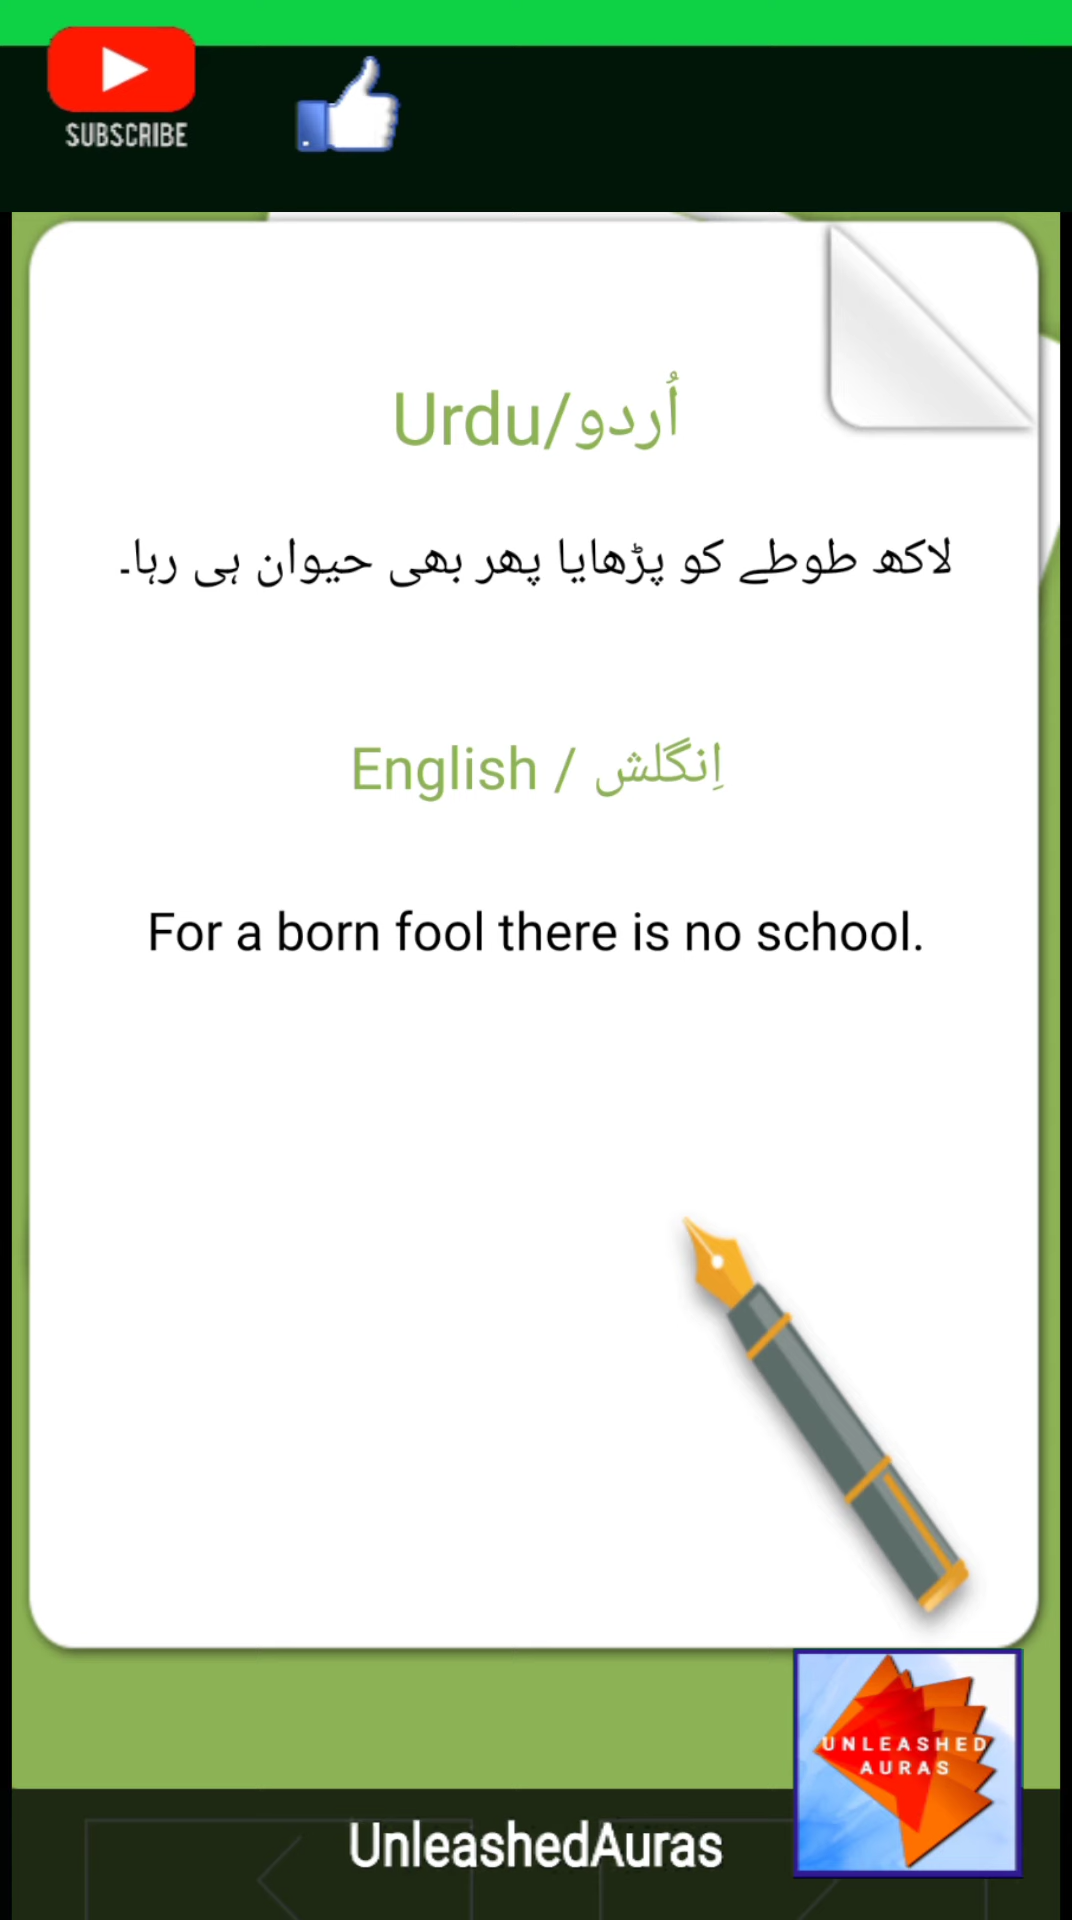 SUBSCRIBE
Urdu/اُردو
لاکھ طوطے کو پڑھایا پھر بھی حیوان ہی رہا۔
English / اِنگلش
For a born fool there is no school.
UNLEASHED
AURAS
UnleashedAuras